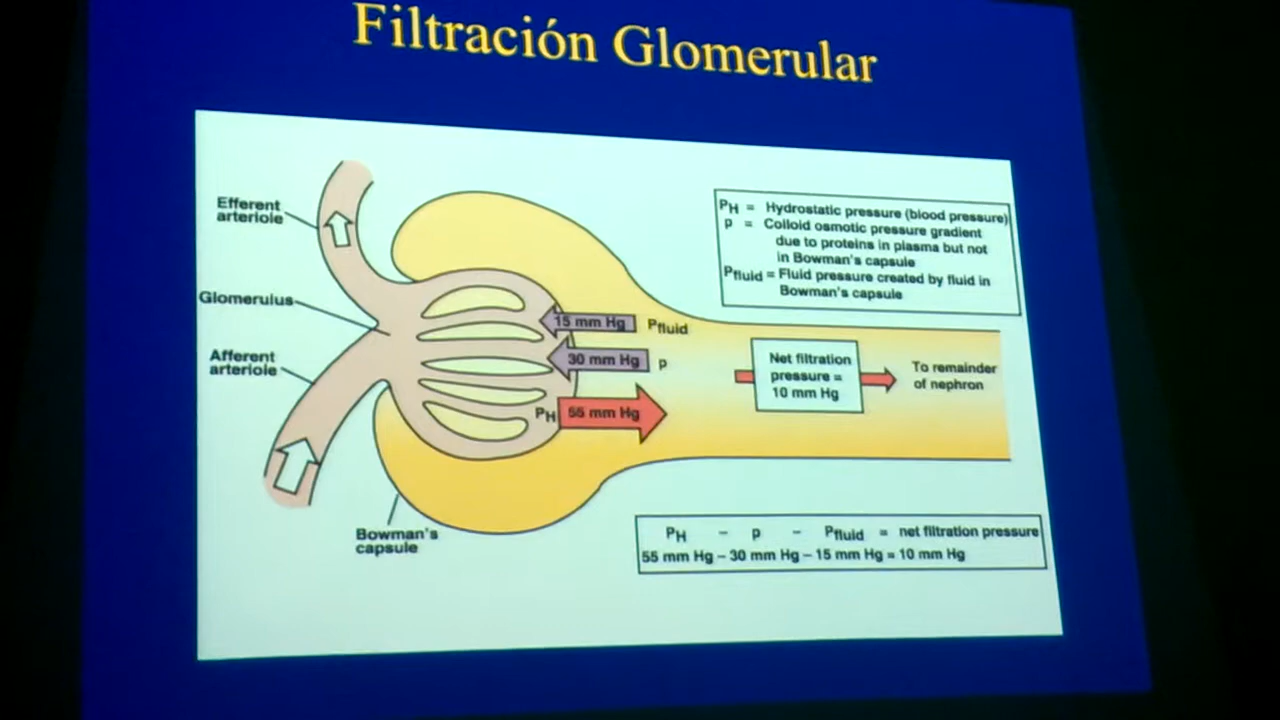 Filtración Glomerular
Efferent
arteriole
Glomerulus
Afferent
arteriole
Bowman's
capsule
PH = Hydrostatic pressure (blood pressure)
p = Colloid osmotic pressure gradient
due to proteins in plasma but not
in Bowman's capsule
Pfluid = Fluid pressure created by fluid in
Bowman's capsule
15 mm Hg Pfluid
30 mm Hg p
PH 55 mm Hg
Net filtration
pressure =
10 mm Hg
To remainder
of nephron
PH - p - Pfluid = net filtration pressure
55 mm Hg – 30 mm Hg – 15 mm Hg = 10 mm Hg